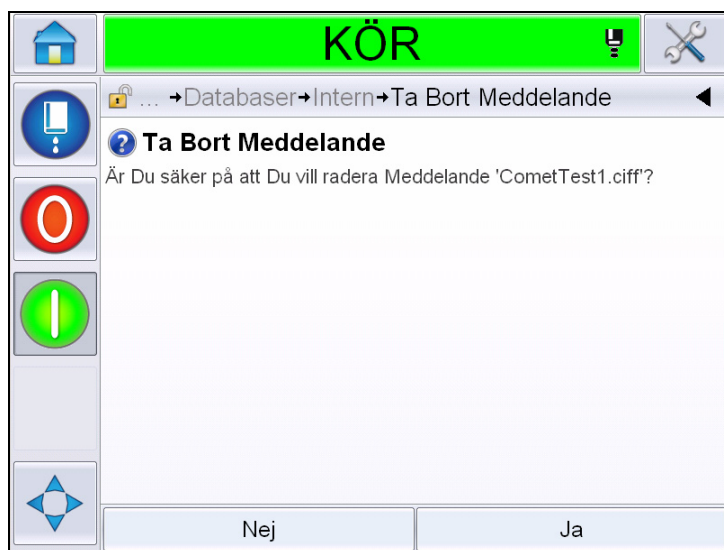 KÖR
... →Databaser→Intern→Ta Bort Meddelande
Ta Bort Meddelande
Är Du säker på att Du vill radera Meddelande 'CometTest1.ciff'?
Nej
Ja